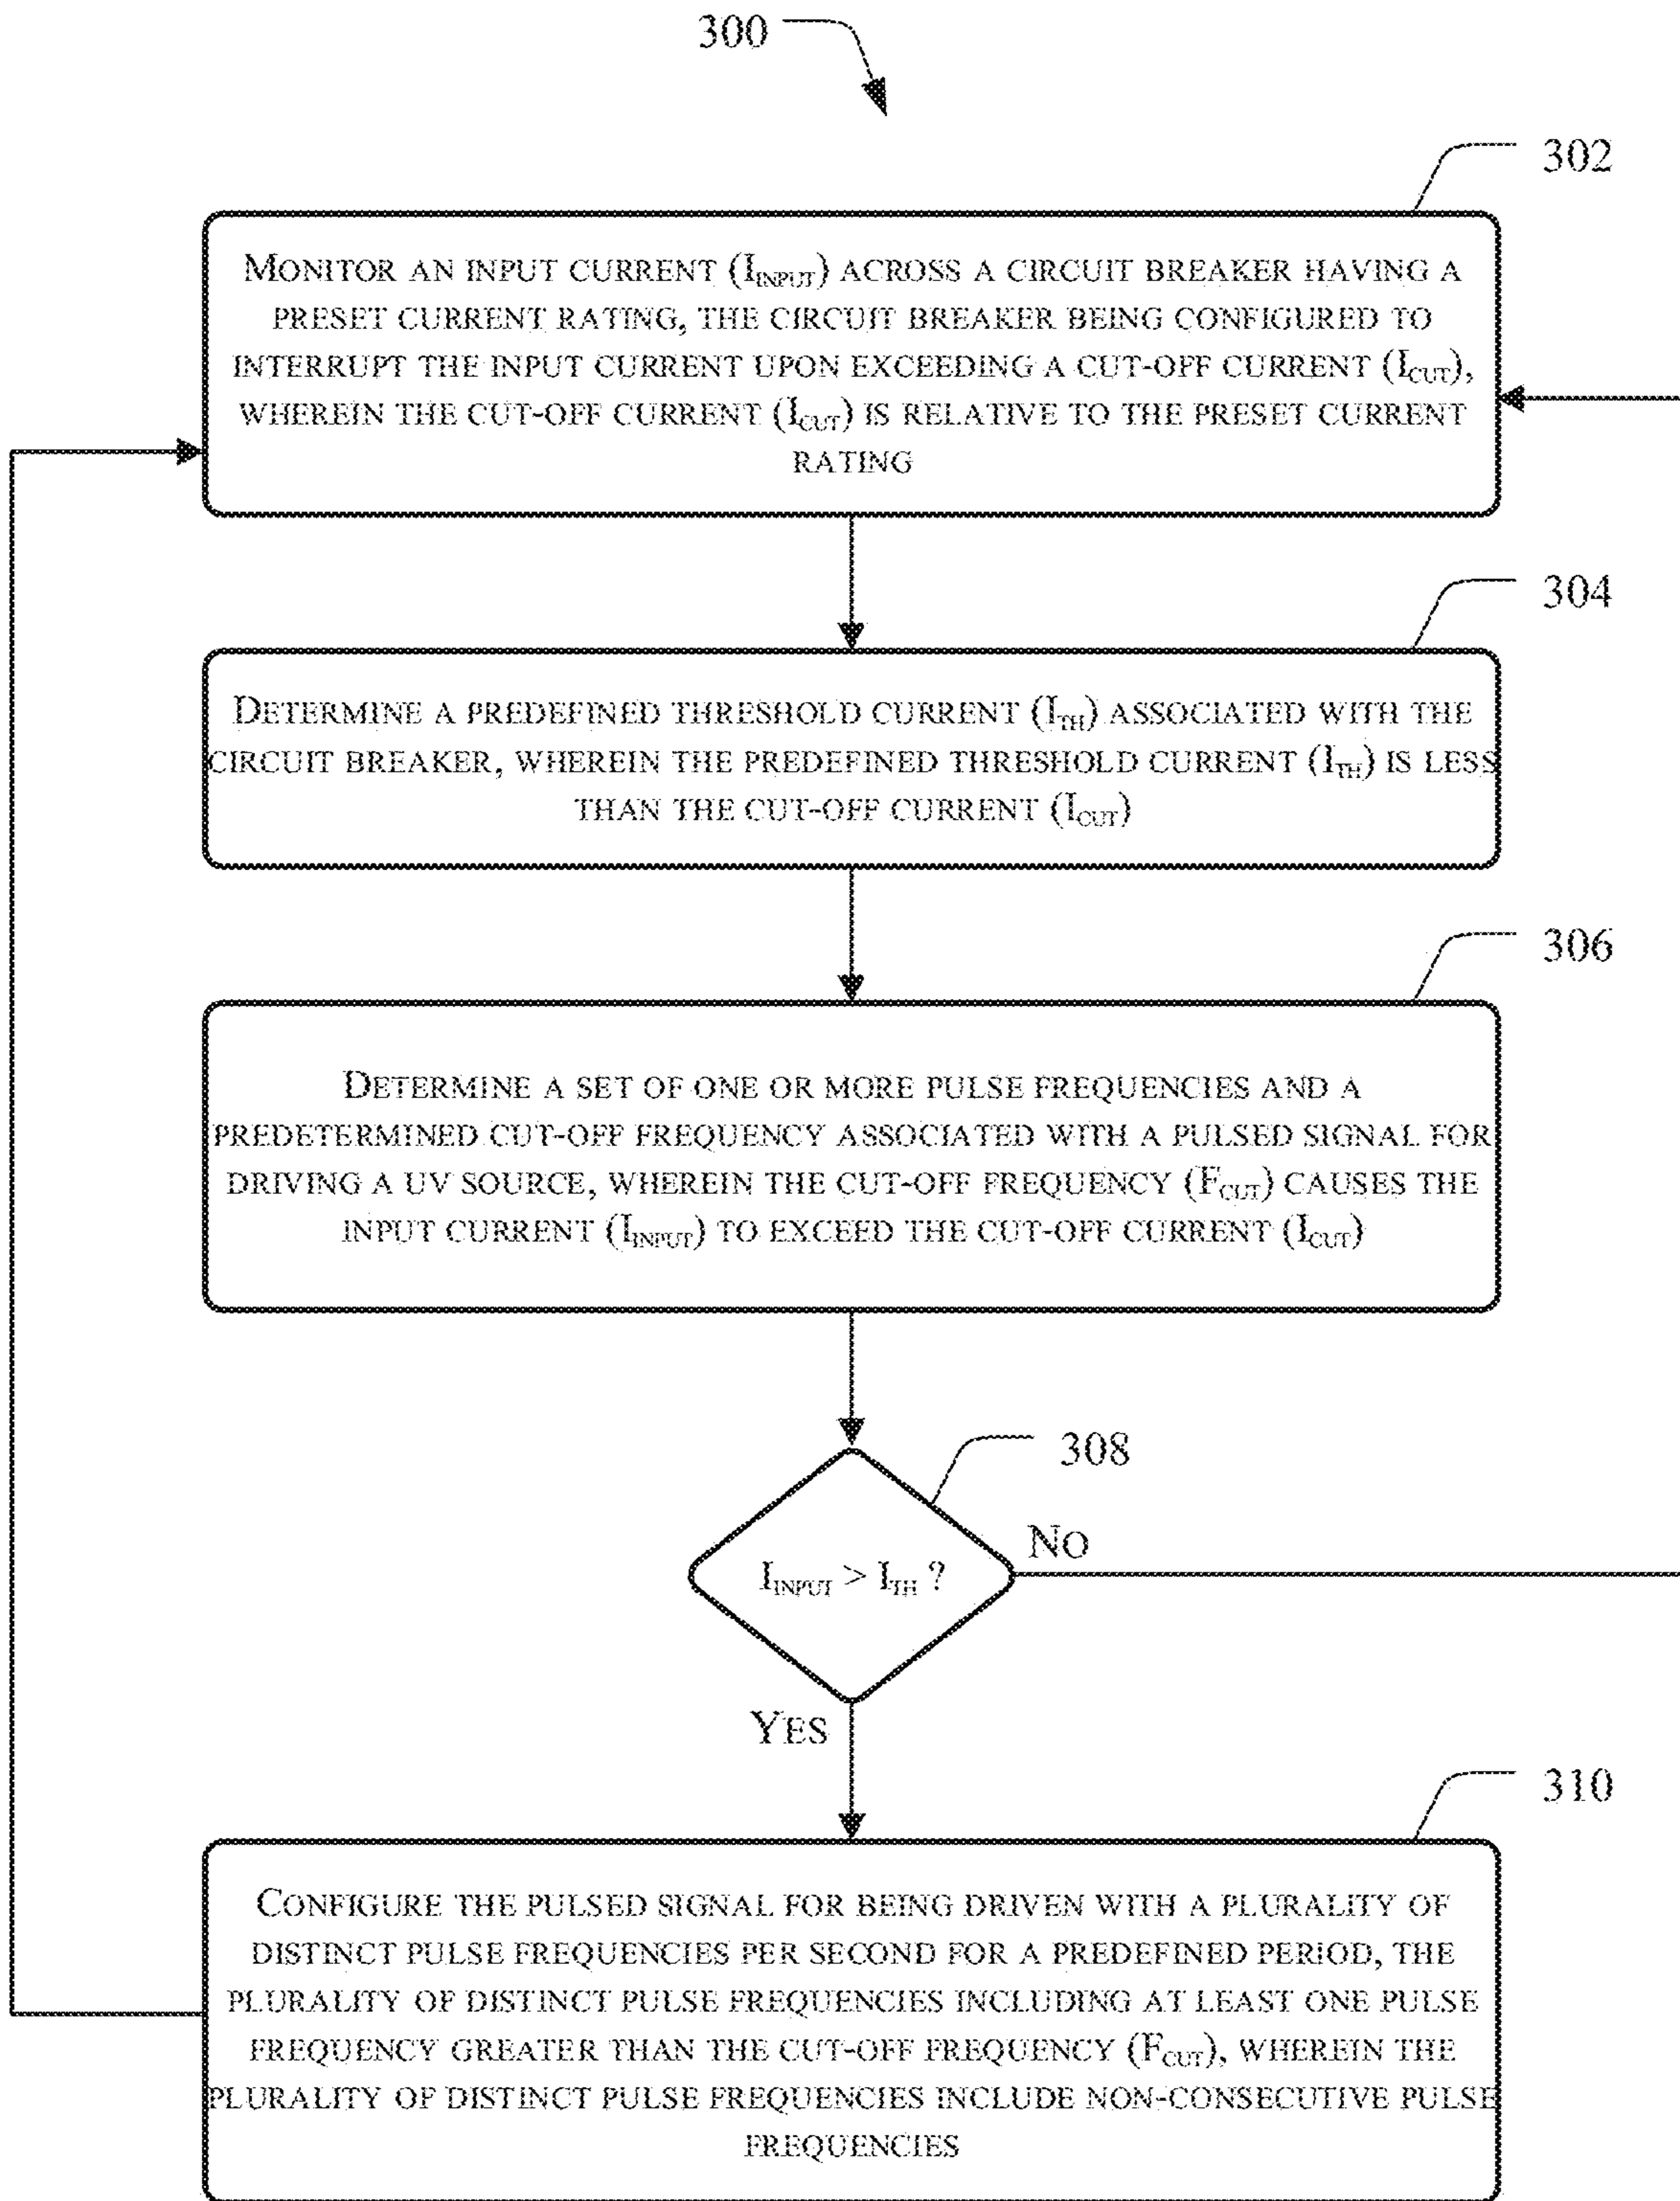 300
302
MONITOR AN INPUT CURRENT (IINPUT) ACROSS A CIRCUIT BREAKER HAVING A
PRESET CURRENT RATING, THE CIRCUIT BREAKER BEING CONFIGURED TO
INTERRUPT THE INPUT CURRENT UPON EXCEEDING A CUT-OFF CURRENT (ICUT),
WHEREIN THE CUT-OFF CURRENT (ICUT) IS RELATIVE TO THE PRESET CURRENT
RATING
304
DETERMINE A PREDEFINED THRESHOLD CURRENT (ITH) ASSOCIATED WITH THE
CIRCUIT BREAKER, WHEREIN THE PREDEFINED THRESHOLD CURRENT (ITH) IS LESS
THAN THE CUT-OFF CURRENT (ICUT)
306
DETERMINE A SET OF ONE OR MORE PULSE FREQUENCIES AND A
PREDETERMINED CUT-OFF FREQUENCY ASSOCIATED WITH A PULSED SIGNAL FOR
DRIVING A UV SOURCE, WHEREIN THE CUT-OFF FREQUENCY (FCUT) CAUSES THE
INPUT CURRENT (IINPUT) TO EXCEED THE CUT-OFF CURRENT (ICUT)
308
IINPUT > ITH ?
NO
YES
310
CONFIGURE THE PULSED SIGNAL FOR BEING DRIVEN WITH A PLURALITY OF
DISTINCT PULSE FREQUENCIES PER SECOND FOR A PREDEFINED PERIOD, THE
PLURALITY OF DISTINCT PULSE FREQUENCIES INCLUDING AT LEAST ONE PULSE
FREQUENCY GREATER THAN THE CUT-OFF FREQUENCY (FCUT), WHEREIN THE
PLURALITY OF DISTINCT PULSE FREQUENCIES INCLUDE NON-CONSECUTIVE PULSE
FREQUENCIES